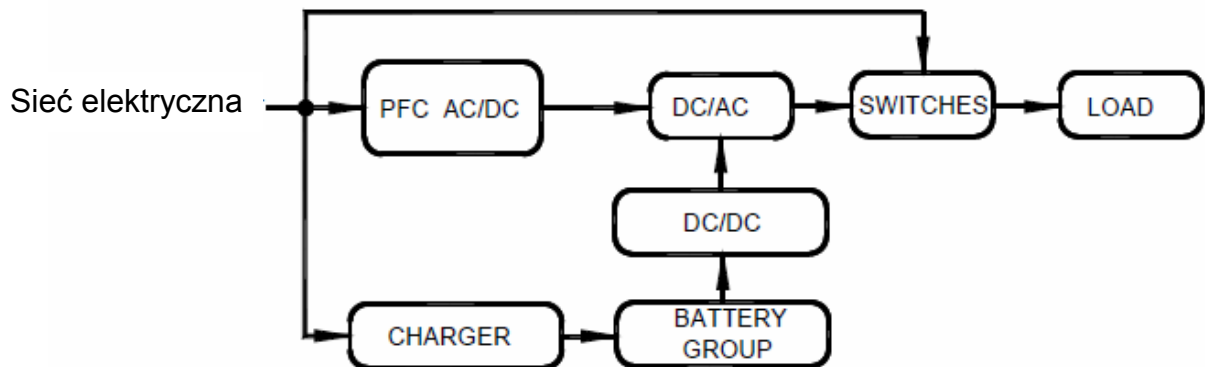 Sieć elektryczna
PFC AC/DC
DC/AC
SWITCHES
LOAD
DC/DC
CHARGER
BATTERY
GROUP